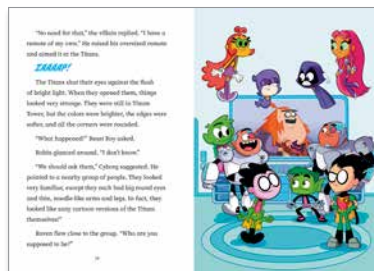 "No need for that," the villain replied. "I have a
remote of my own." He raised his oversized remote
and aimed it at the Titans.
ZAAAAP!
The Titans shut their eyes against the flash
of bright light. When they opened them, things
looked very strange. They were still in Titans
Tower, but the colors were brighter, the edges were
softer, and all the corners were rounded.
"What happened?" Beast Boy asked.
Robin glanced around. "I don't know."
"We should ask them," Cyborg suggested. He
pointed to a nearby group of people. They looked
very familiar, except they each had big round eyes
and thin, noodle-like arms and legs. In fact, they
looked like zany cartoon versions of the Titans
themselves!
Raven flew close to the group. "Who are you
supposed to be?"